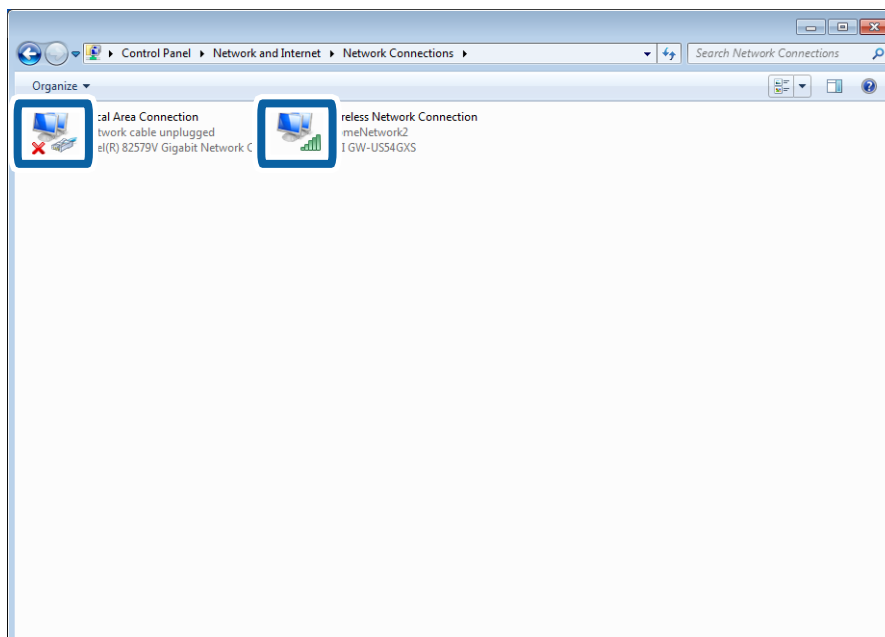 Control Panel Network and Internet Network Connections
Search Network Connections
Organize
cal Area Connection
twork cable unplugged
el(R) 82579V Gigabit Network C
reless Network Connection
omeNetwork2
I GW-US54GXS